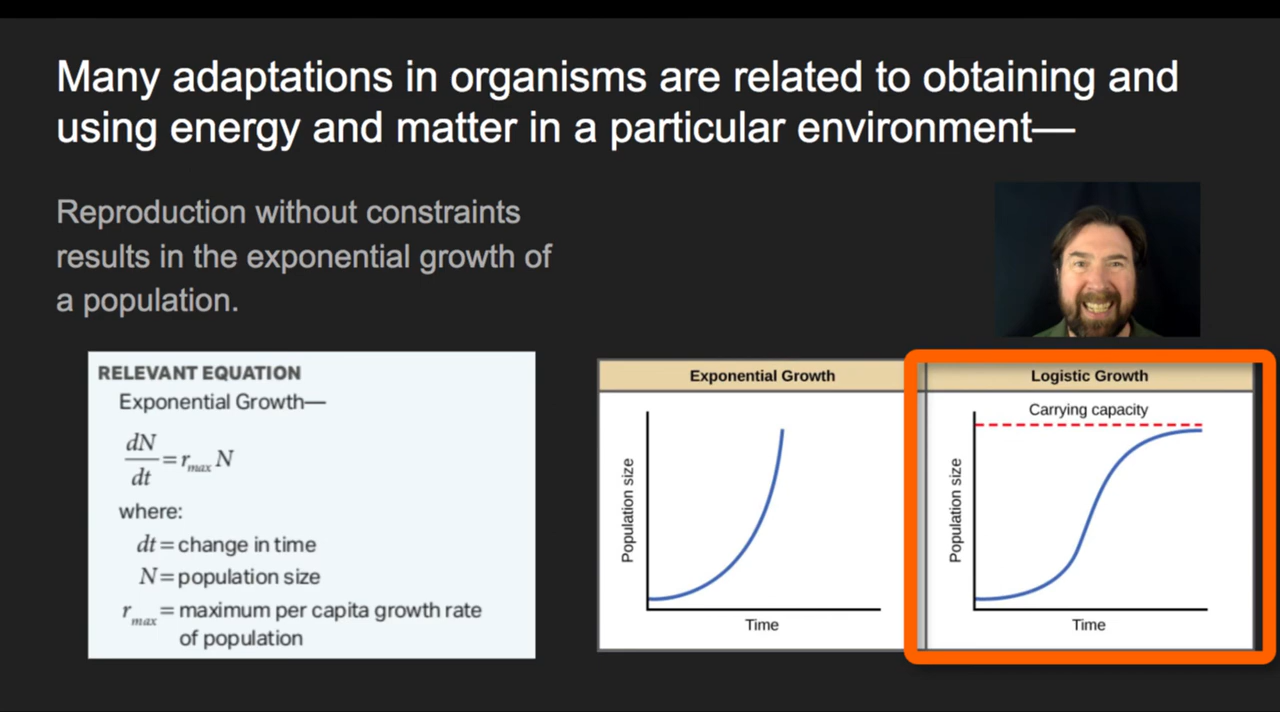 Many adaptations in organisms are related to obtaining and
using energy and matter in a particular environment—
Reproduction without constraints
results in the exponential growth of
a population.
RELEVANT EQUATION
Exponential Growth—
dN/dt = r_max N
where:
dt = change in time
N = population size
r_max = maximum per capita growth rate
of population
Exponential Growth
Population size
Time
Logistic Growth
Carrying capacity
Population size
Time